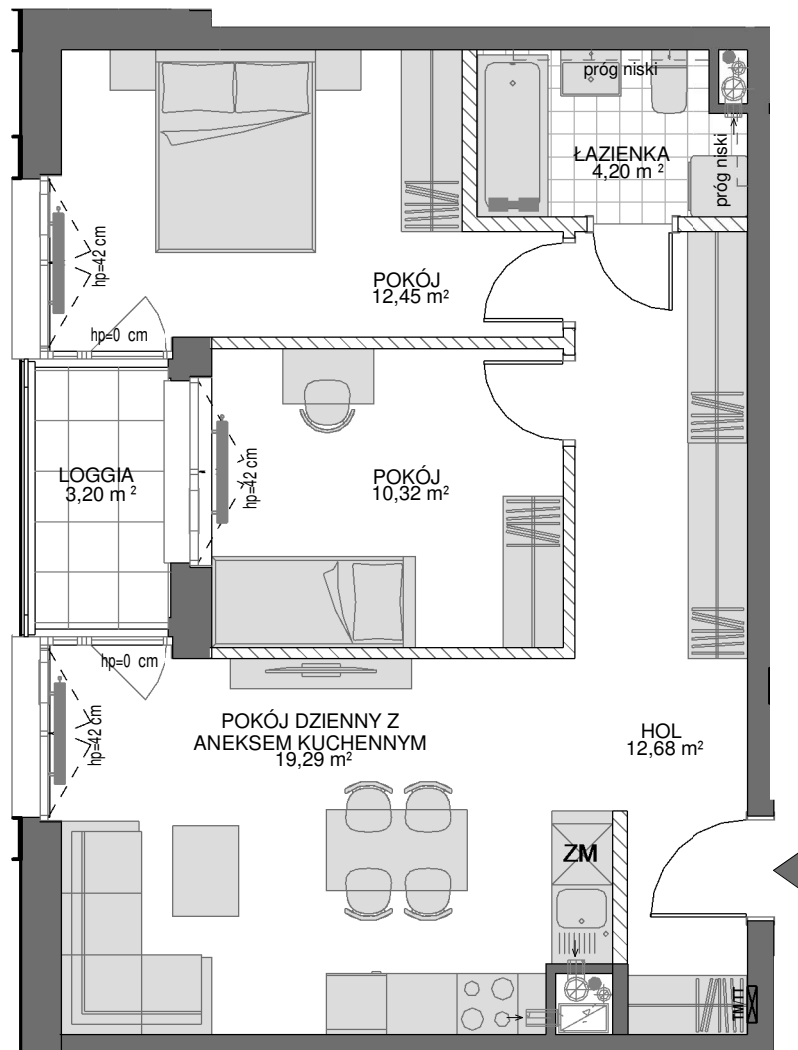 próg niski
ŁAZIENKA
4,20 m²
próg niski
hp=42 cm
POKÓJ
12,45 m²
hp=0 cm
LOGGIA
3,20 m²
hp=42 cm
POKÓJ
10,32 m²
hp=0 cm
hp=42 cm
POKÓJ DZIENNY Z
ANEKSEM KUCHENNYM
19,29 m²
HOL
12,68 m²
ZM
TM/TT